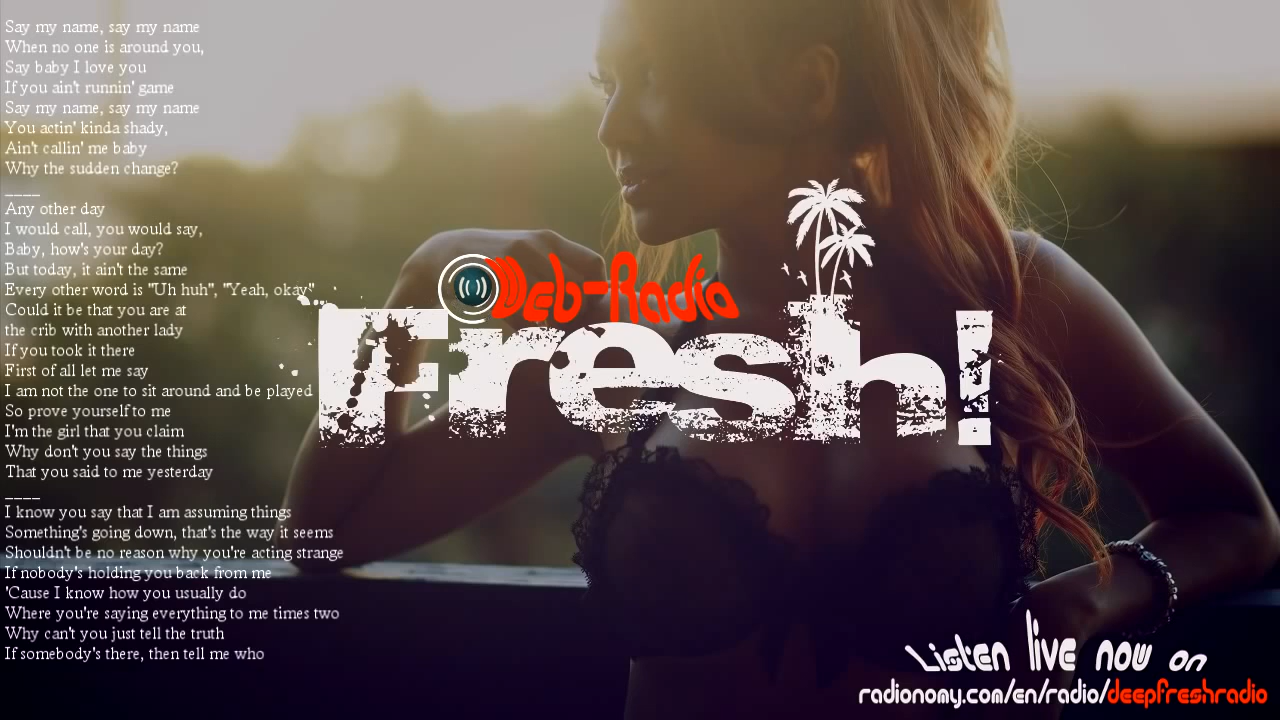 Say my name, say my name
When no one is around you,
Say baby I love you
If you ain't runnin' game
Say my name, say my name
You actin' kinda shady,
Ain't callin' me baby
Why the sudden change?
____
Any other day
I would call, you would say,
Baby, how's your day?
But today, it ain't the same
Every other word is "Uh huh", "Yeah, okay"
Could it be that you are at
the crib with another lady
If you took it there
First of all let me say
I am not the one to sit around and be played
So prove yourself to me
I'm the girl that you claim
Why don't you say the things
That you said to me yesterday
____
I know you say that I am assuming things
Something's going down, that's the way it seems
Shouldn't be no reason why you're acting strange
If nobody's holding you back from me
'Cause I know how you usually do
Where you're saying everything to me times two
Why can't you just tell the truth
If somebody's there, then tell me who
Web-Radio
Fresh!
Listen live now on
radionomy.com/en/radio/deepfreshradio